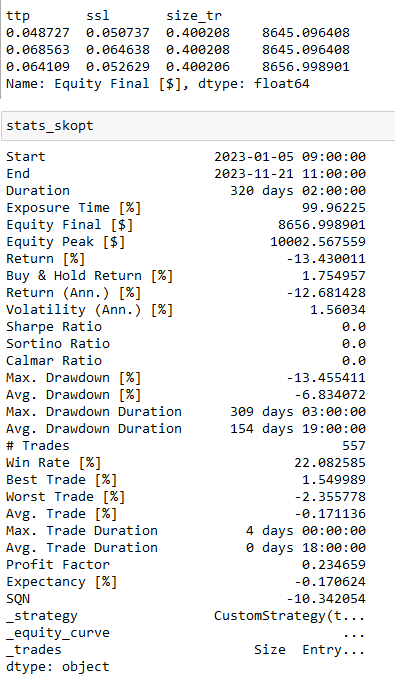 ttp ssl size_tr
0.048727 0.050737 0.400208 8645.096408
0.068563 0.064638 0.400208 8645.096408
0.064109 0.052629 0.400206 8656.998901
Name: Equity Final [$], dtype: float64
stats_skopt
Start 2023-01-05 09:00:00
End 2023-11-21 11:00:00
Duration 320 days 02:00:00
Exposure Time [%] 99.96225
Equity Final [$] 8656.998901
Equity Peak [$] 10002.567559
Return [%] -13.430011
Buy & Hold Return [%] 1.754957
Return (Ann.) [%] -12.681428
Volatility (Ann.) [%] 1.56034
Sharpe Ratio 0.0
Sortino Ratio 0.0
Calmar Ratio 0.0
Max. Drawdown [%] -13.455411
Avg. Drawdown [%] -6.834072
Max. Drawdown Duration 309 days 03:00:00
Avg. Drawdown Duration 154 days 19:00:00
# Trades 557
Win Rate [%] 22.082585
Best Trade [%] 1.549989
Worst Trade [%] -2.355778
Avg. Trade [%] -0.171136
Max. Trade Duration 4 days 00:00:00
Avg. Trade Duration 0 days 18:00:00
Profit Factor 0.234659
Expectancy [%] -0.170624
SQN -10.342054
_strategy CustomStrategy(t...
_equity_curve ...
_trades Size Entry...
dtype: object